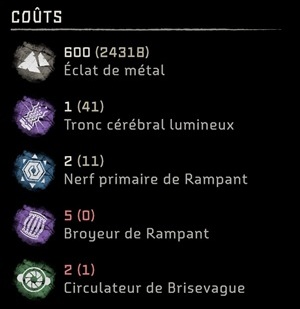 COÛTS
600 (24318)
Éclat de métal
1 (41)
Tronc cérébral lumineux
2 (11)
Nerf primaire de Rampant
5 (0)
Broyeur de Rampant
2 (1)
Circulateur de Brisevague